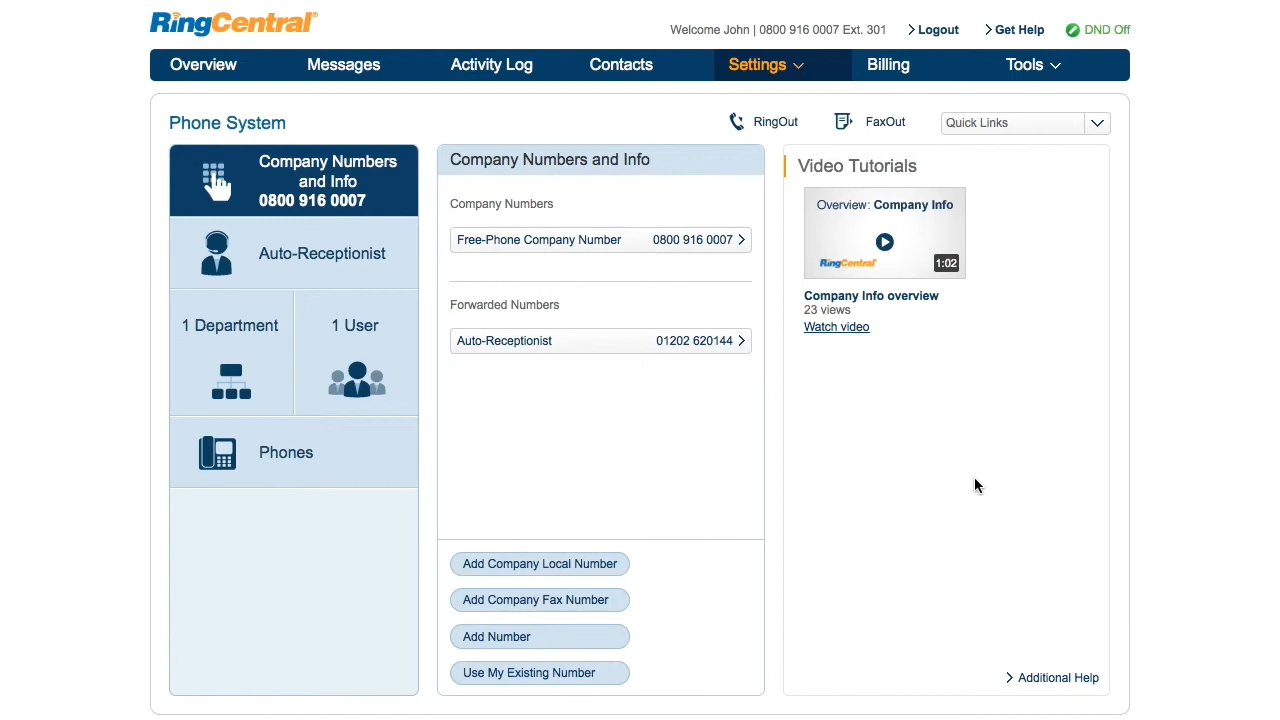 RingCentral
Welcome John | 0800 916 0007 Ext. 301
Logout
Get Help
DND Off
Overview
Messages
Activity Log
Contacts
Settings
Billing
Tools
Phone System
RingOut
FaxOut
Quick Links
Company Numbers
and Info
0800 916 0007
Auto-Receptionist
1 Department
1 User
Phones
Company Numbers and Info
Company Numbers
Free-Phone Company Number 0800 916 0007
Forwarded Numbers
Auto-Receptionist 01202 620144
Add Company Local Number
Add Company Fax Number
Add Number
Use My Existing Number
Video Tutorials
Overview: Company Info
RingCentral
1:02
Company Info overview
23 views
Watch video
Additional Help